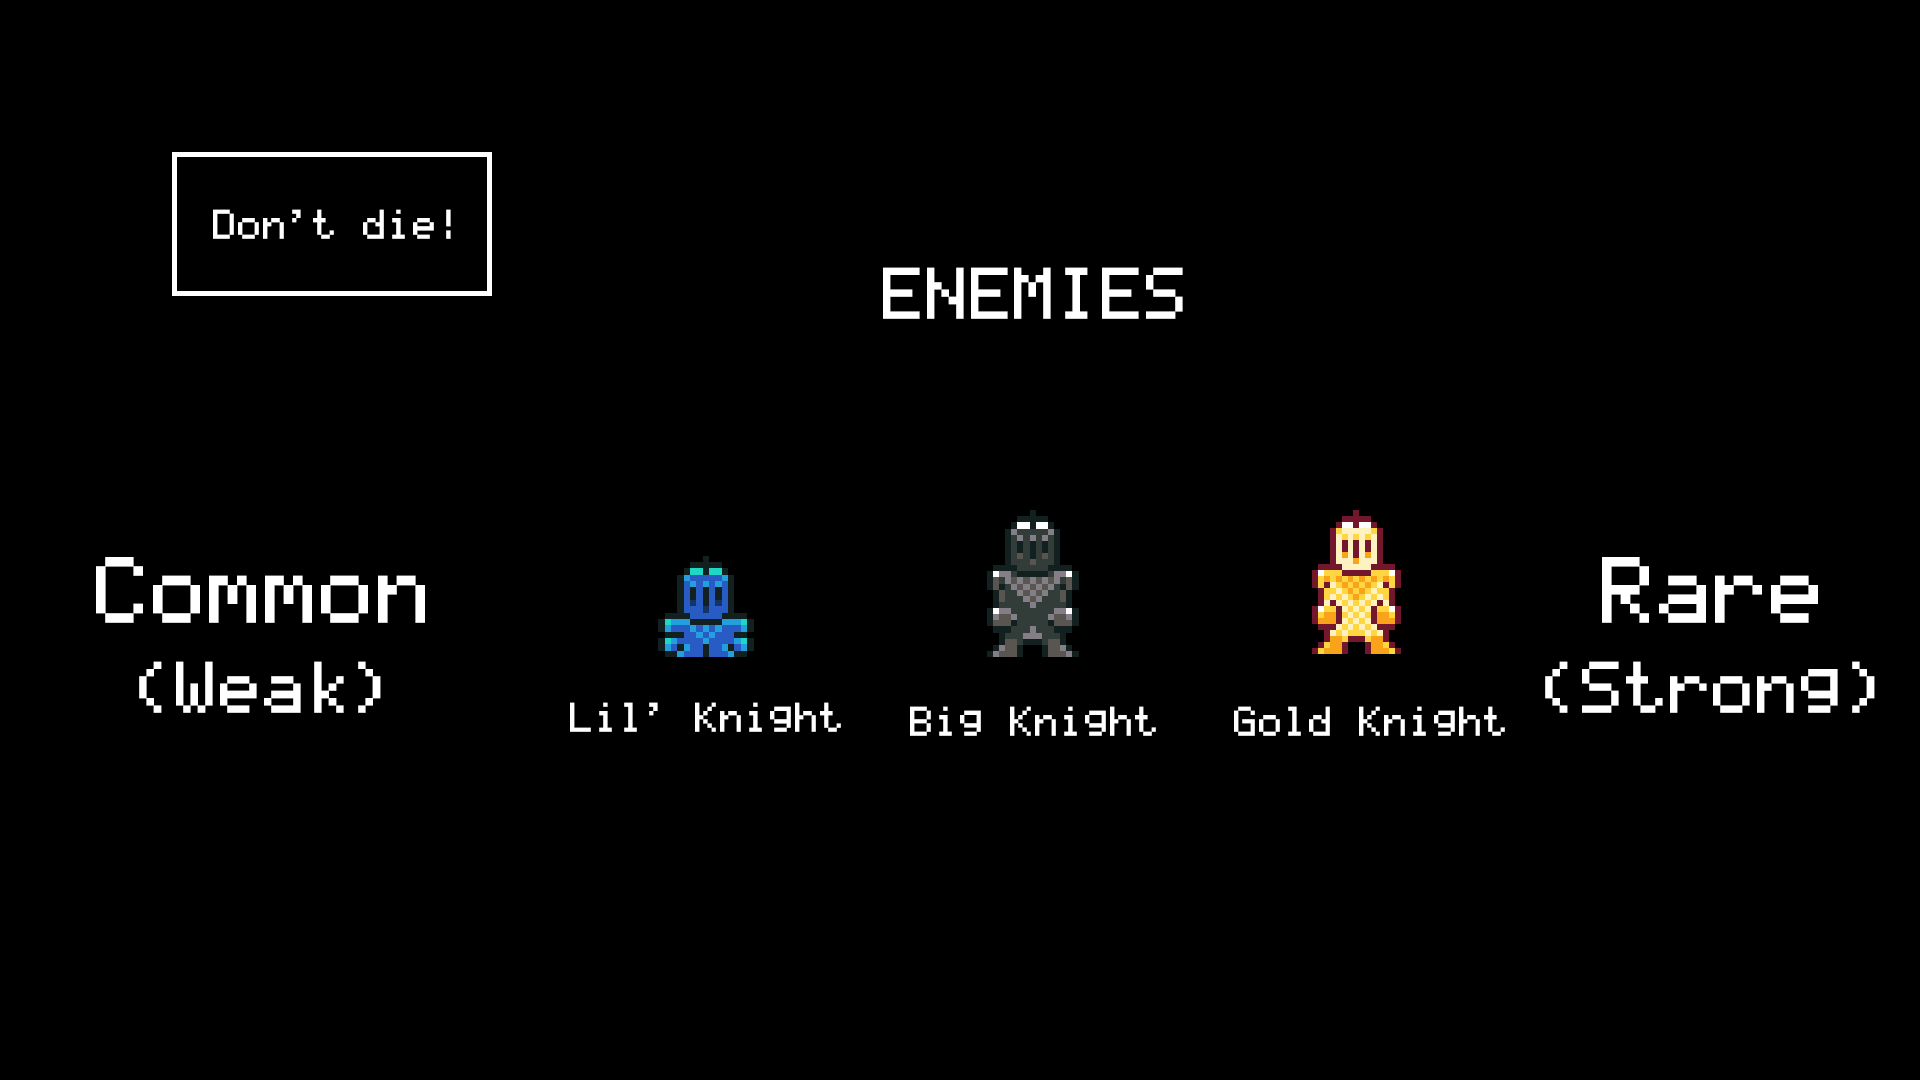 Don't die!
ENEMIES
Common
(Weak)
Lil' Knight
Big Knight
Gold Knight
Rare
(Strong)